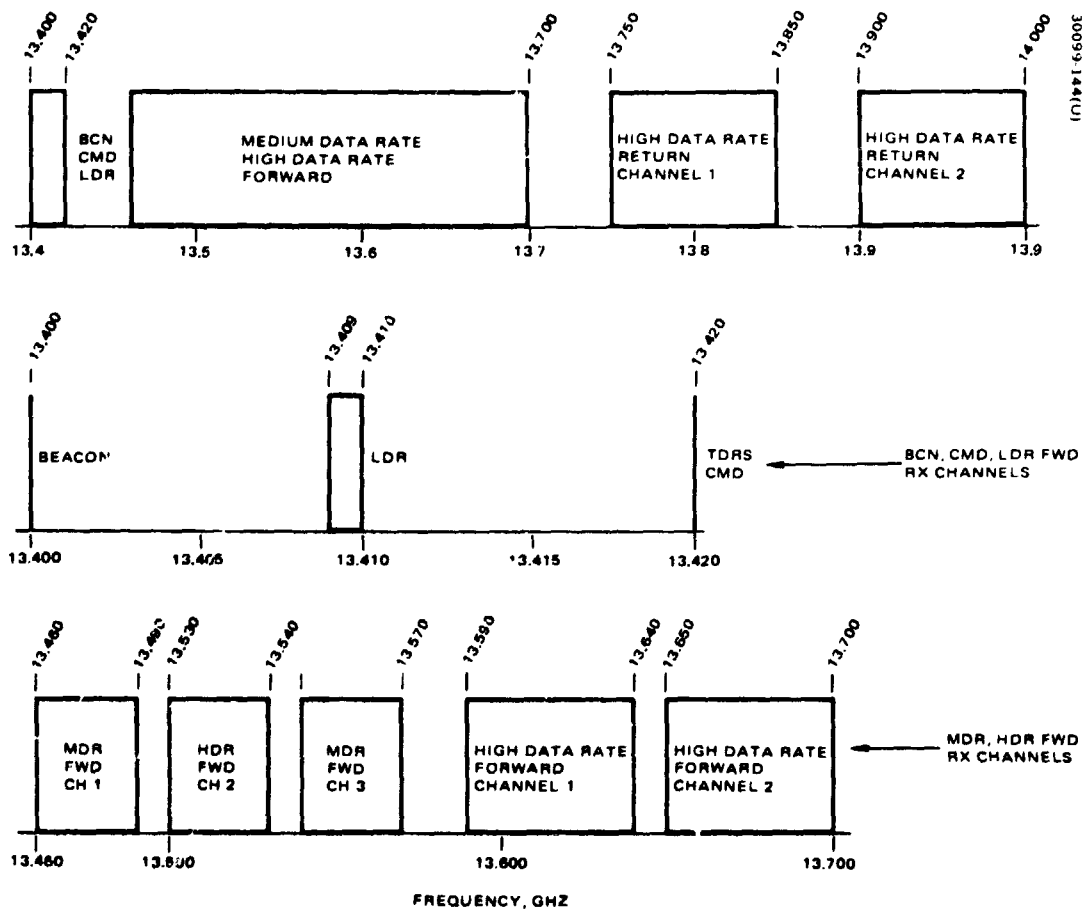 13.400
13.420
13.700
13.750
13.850
13 900
14 000
30099-144(U)
BCN
CMD
LDR
MEDIUM DATA RATE
HIGH DATA RATE
FORWARD
HIGH DATA RATE
RETURN
CHANNEL 1
HIGH DATA RATE
RETURN
CHANNEL 2
13.4
13.5
13.6
13 7
13 8
13.9
13.9
13.400
13.409
13.410
13 420
BEACON
LDR
TDRS
CMD
BCN, CMD, LDR FWD
RX CHANNELS
13.400
13.405
13.410
13.415
13.420
13.460
13.490
13 530
13.540
13 570
13.590
13 640
13 650
13.700
MDR
FWD
CH 1
HDR
FWD
CH 2
MDR
FWD
CH 3
HIGH DATA RATE
FORWARD
CHANNEL 1
HIGH DATA RATE
FORWARD
CHANNEL 2
MDR, HDR FWD
RX CHANNELS
13.460
13.600
13.700
FREQUENCY, GHZ